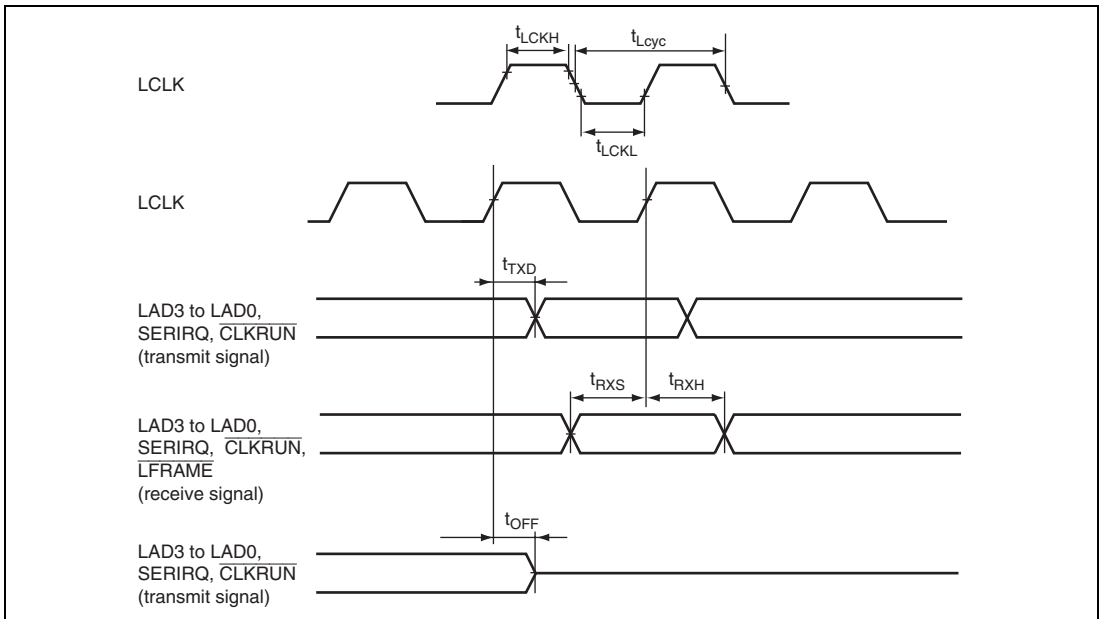 tLCKH
tLcyc
LCLK
tLCKL
LCLK
tTXD
LAD3 to LAD0,
SERIRQ, CLKRUN
(transmit signal)
tRXS
tRXH
LAD3 to LAD0,
SERIRQ, CLKRUN,
LFRAME
(receive signal)
tOFF
LAD3 to LAD0,
SERIRQ, CLKRUN
(transmit signal)